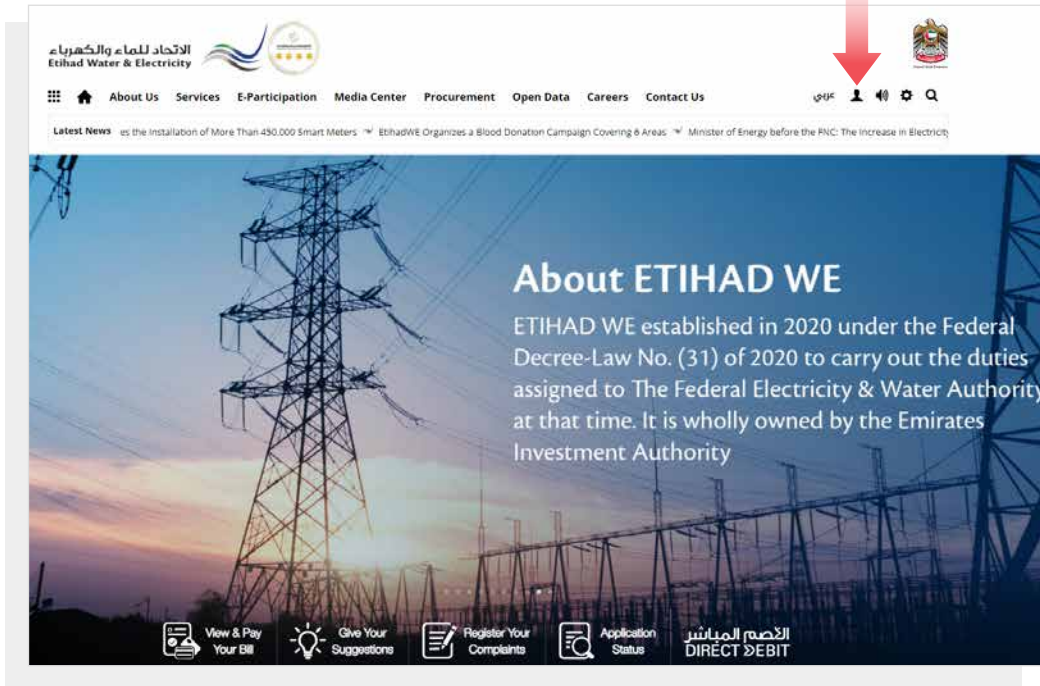 الاتحاد للماء والكهرباء
Etihad Water & Electricity
About Us Services E-Participation Media Center Procurement Open Data Careers Contact Us عربي
Latest News es the Installation of More Than 450,000 Smart Meters EtihadWE Organizes a Blood Donation Campaign Covering 6 Areas Minister of Energy before the FNC: The Increase in Electricity
About ETIHAD WE
ETIHAD WE established in 2020 under the Federal
Decree-Law No. (31) of 2020 to carry out the duties
assigned to The Federal Electricity & Water Authority
at that time. It is wholly owned by the Emirates
Investment Authority
View & Pay
Your Bill
Give Your
Suggestions
Register Your
Complaints
Application
Status
الخصم المباشر
DIRECT DEBIT